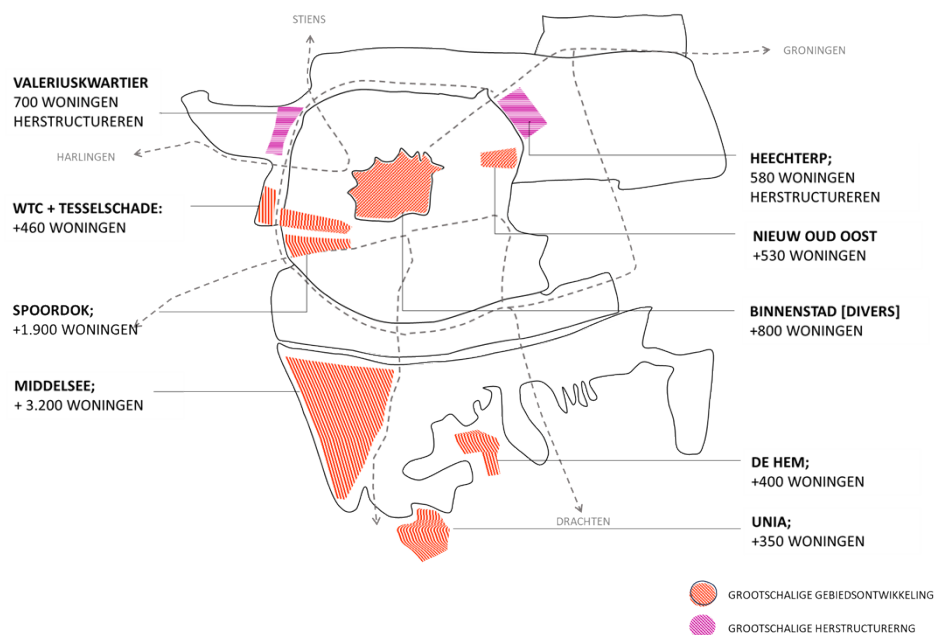 STIENS
GRONINGEN
VALERIUSKWARTIER
700 WONINGEN
HERSTRUCTUREREN
HARLINGEN
HEECHTERP;
580 WONINGEN
HERSTRUCTUREREN
WTC + TESSELSCHADE:
+460 WONINGEN
NIEUW OUD OOST
+530 WONINGEN
SPOORDOK;
+1.900 WONINGEN
BINNENSTAD [DIVERS]
+800 WONINGEN
MIDDELSEE;
+ 3.200 WONINGEN
DE HEM;
+400 WONINGEN
DRACHTEN
UNIA;
+350 WONINGEN
GROOTSCHALIGE GEBIEDSONTWIKKELING
GROOTSCHALIGE HERSTRUCTURERNG